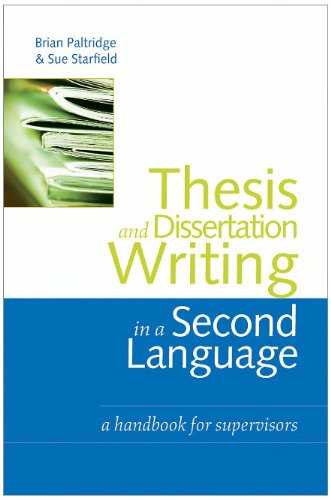 Brian Paltridge
& Sue Starfield
Thesis
and Dissertation
Writing
in a Second
Language
a handbook for supervisors